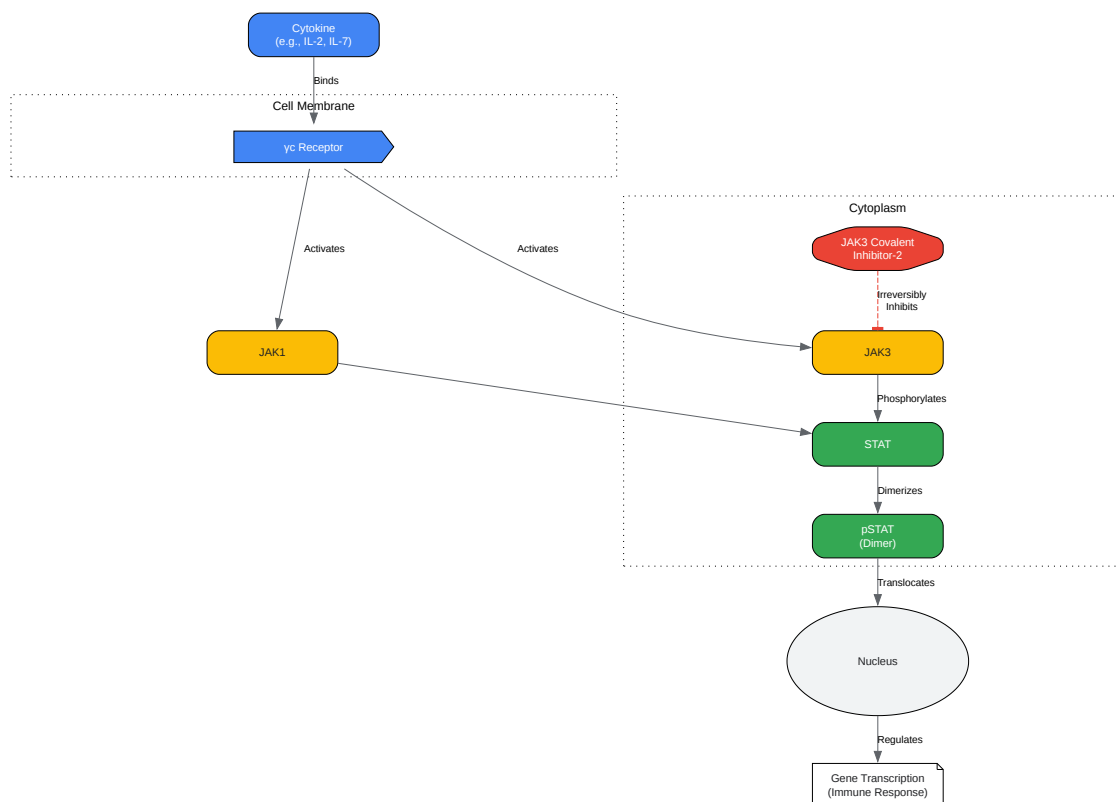 Cytokine
(e.g., IL-2, IL-7)
Binds
Cell Membrane
γc Receptor
Cytoplasm
JAK3 Covalent
Inhibitor-2
Activates
Activates
Irreversibly
Inhibits
JAK1
JAK3
Phosphorylates
STAT
Dimerizes
pSTAT
(Dimer)
Translocates
Nucleus
Regulates
Gene Transcription
(Immune Response)